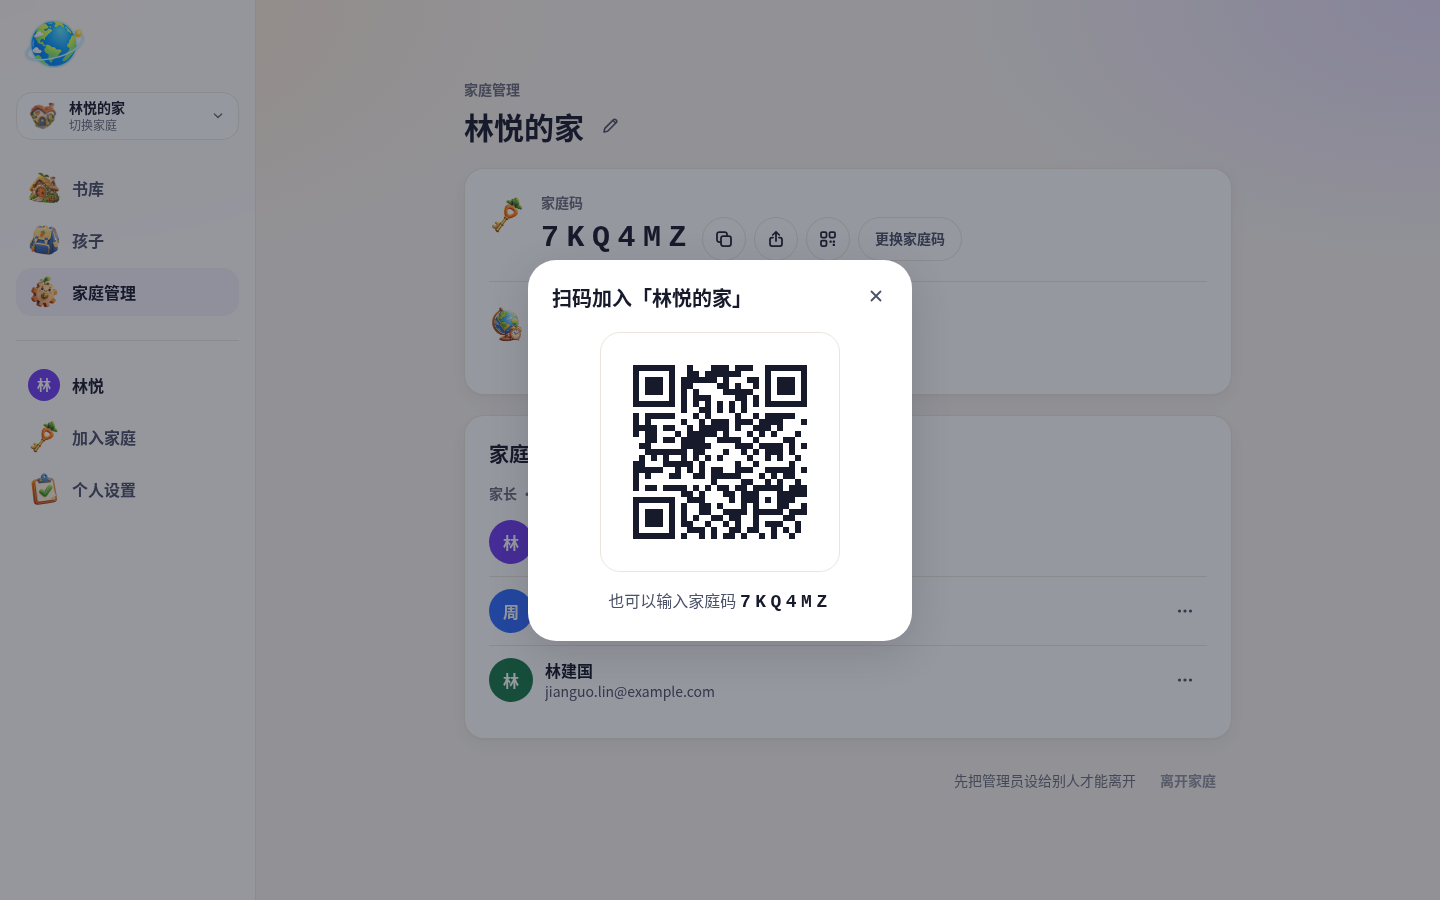 林悦的家
切换家庭
书库
孩子
家庭管理
林
林悦
加入家庭
个人设置
家庭管理
林悦的家
家庭码
7KQ4MZ
更换家庭码
扫码加入「林悦的家」
也可以输入家庭码 7KQ4MZ
家庭
家长
林
周
林
林建国
jianguo.lin@example.com
先把管理员设给别人才能离开
离开家庭